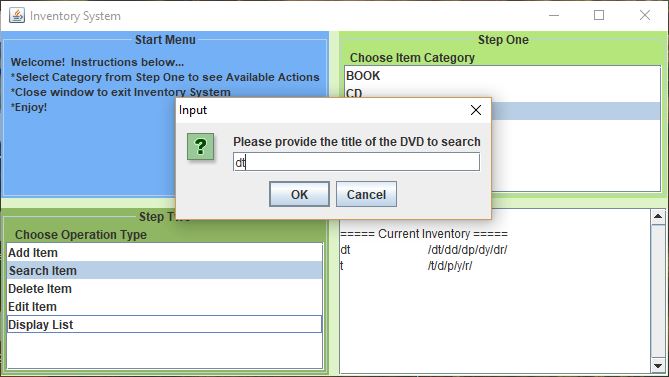 Inventory System
Start Menu
Welcome! Instructions below...
*Select Category from Step One to see Available Actions
*Close window to exit Inventory System
*Enjoy!
Step One
Choose Item Category
BOOK
CD
Input
Please provide the title of the DVD to search
dt
OK Cancel
Choose Operation Type
Add Item
Search Item
Delete Item
Edit Item
Display List
===== Current Inventory =====
dt /dt/dd/dp/dy/dr/
t /t/d/p/y/r/